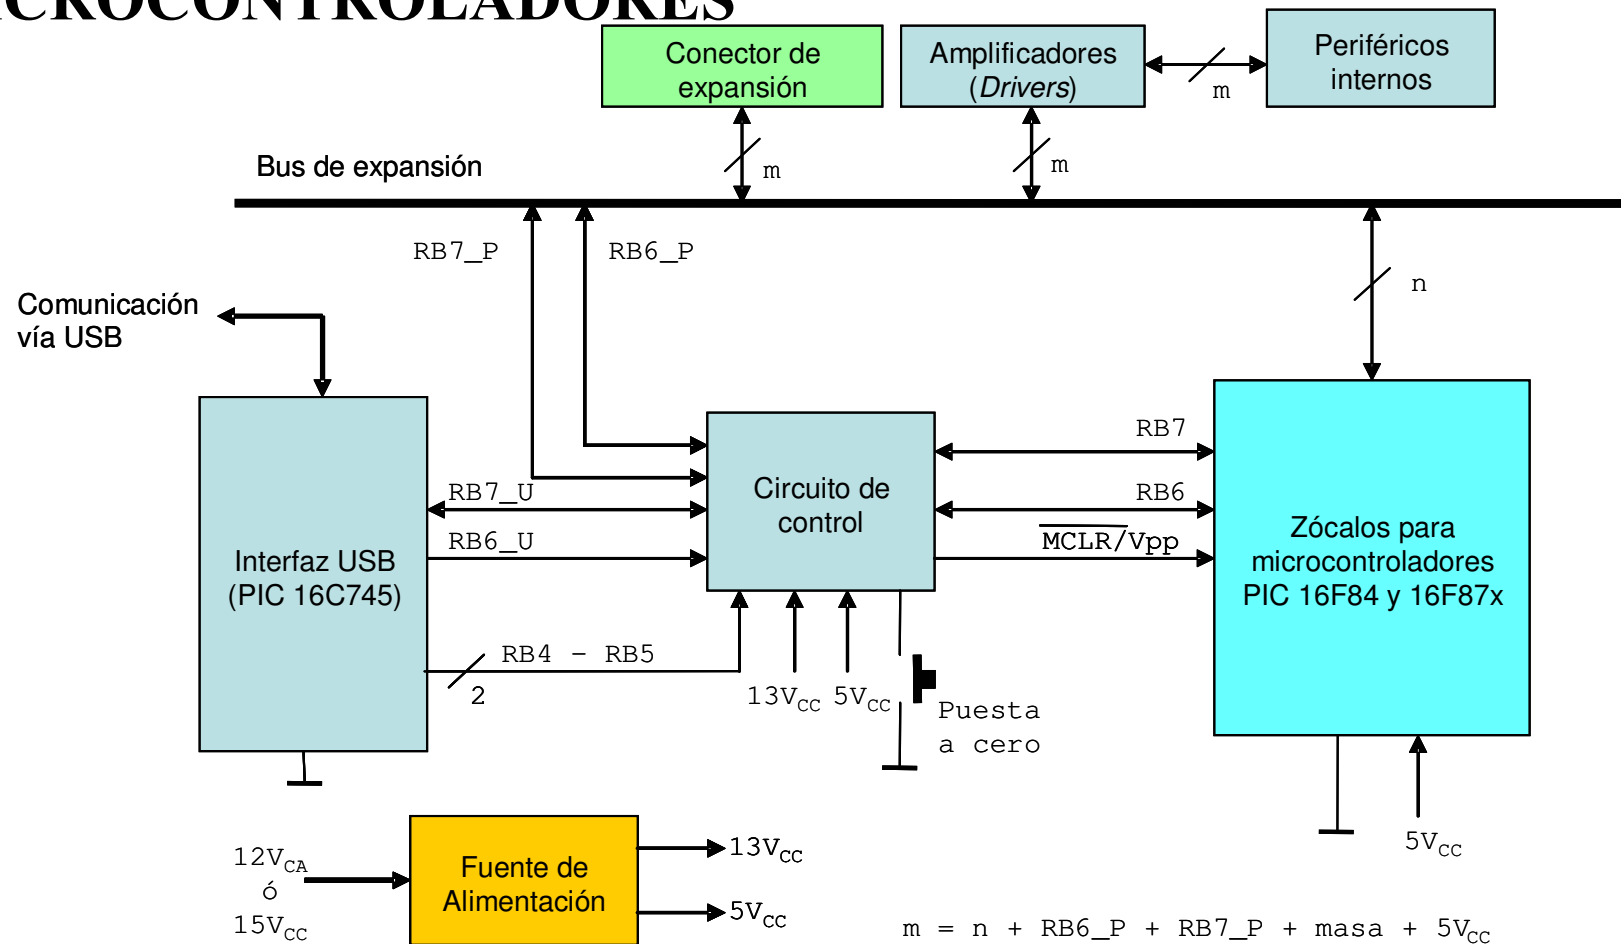 MICROCONTROLADORES
Conector de
expansión
Amplificadores
(Drivers)
Periféricos
internos
m
m
m
Bus de expansión
RB7_P
RB6_P
n
Comunicación
vía USB
RB7
RB7_U
RB6
RB6_U
MCLR/Vpp
Circuito de
control
Interfaz USB
(PIC 16C745)
Zócalos para
microcontroladores
PIC 16F84 y 16F87x
RB4 – RB5
2
13VCC
5VCC
Puesta
a cero
5VCC
12VCA
ó
15VCC
Fuente de
Alimentación
13VCC
5VCC
m = n + RB6_P + RB7_P + masa + 5VCC